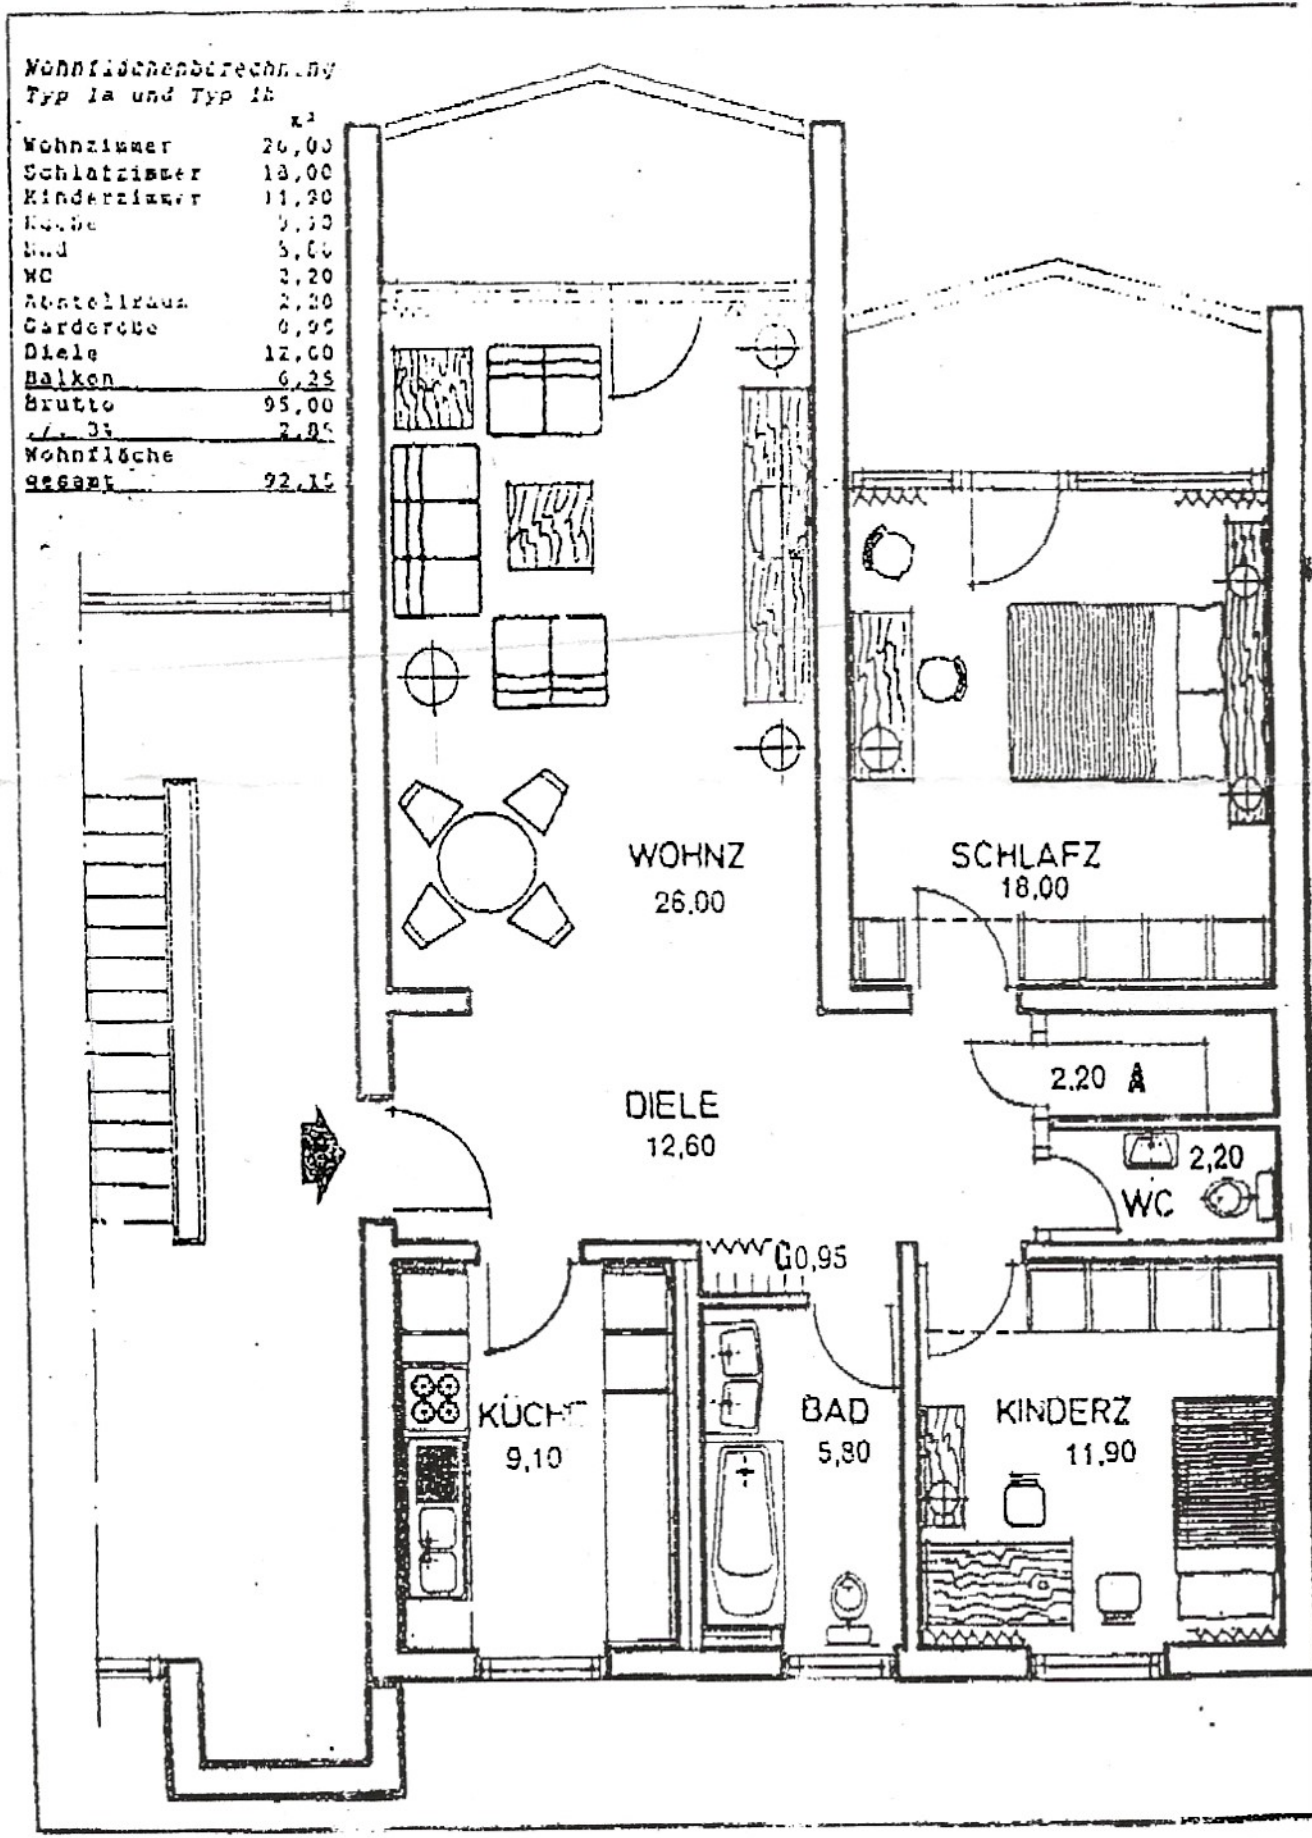 Wohnflächenberechnung
Typ 1a und Typ 1b
m²
Wohnzimmer 26,00
Schlafzimmer 18,00
Kinderzimmer 11,90
Küche 9,10
Bad 5,80
WC 2,20
Abstellraum 2,20
Garderobe 0,95
Diele 12,60
Balkon 6,25
Brutto 95,00
./. 3% 2,85
Wohnfläche
gesamt 92,15
WOHNZ
26,00
SCHLAFZ
18,00
2,20 A
DIELE
12,60
2,20
WC
G0,95
KÜCHE
9,10
BAD
5,80
KINDERZ
11,90